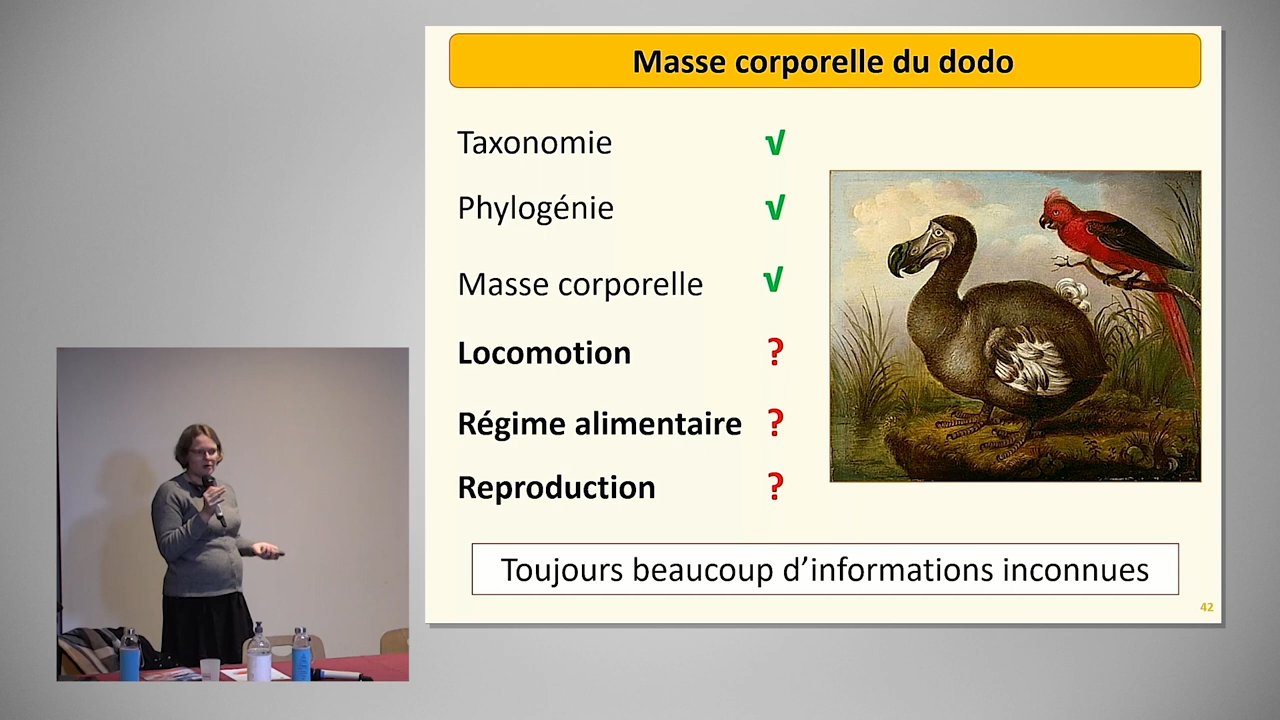 Masse corporelle du dodo
Taxonomie √
Phylogénie √
Masse corporelle √
Locomotion ?
Régime alimentaire ?
Reproduction ?
Toujours beaucoup d’informations inconnues
42